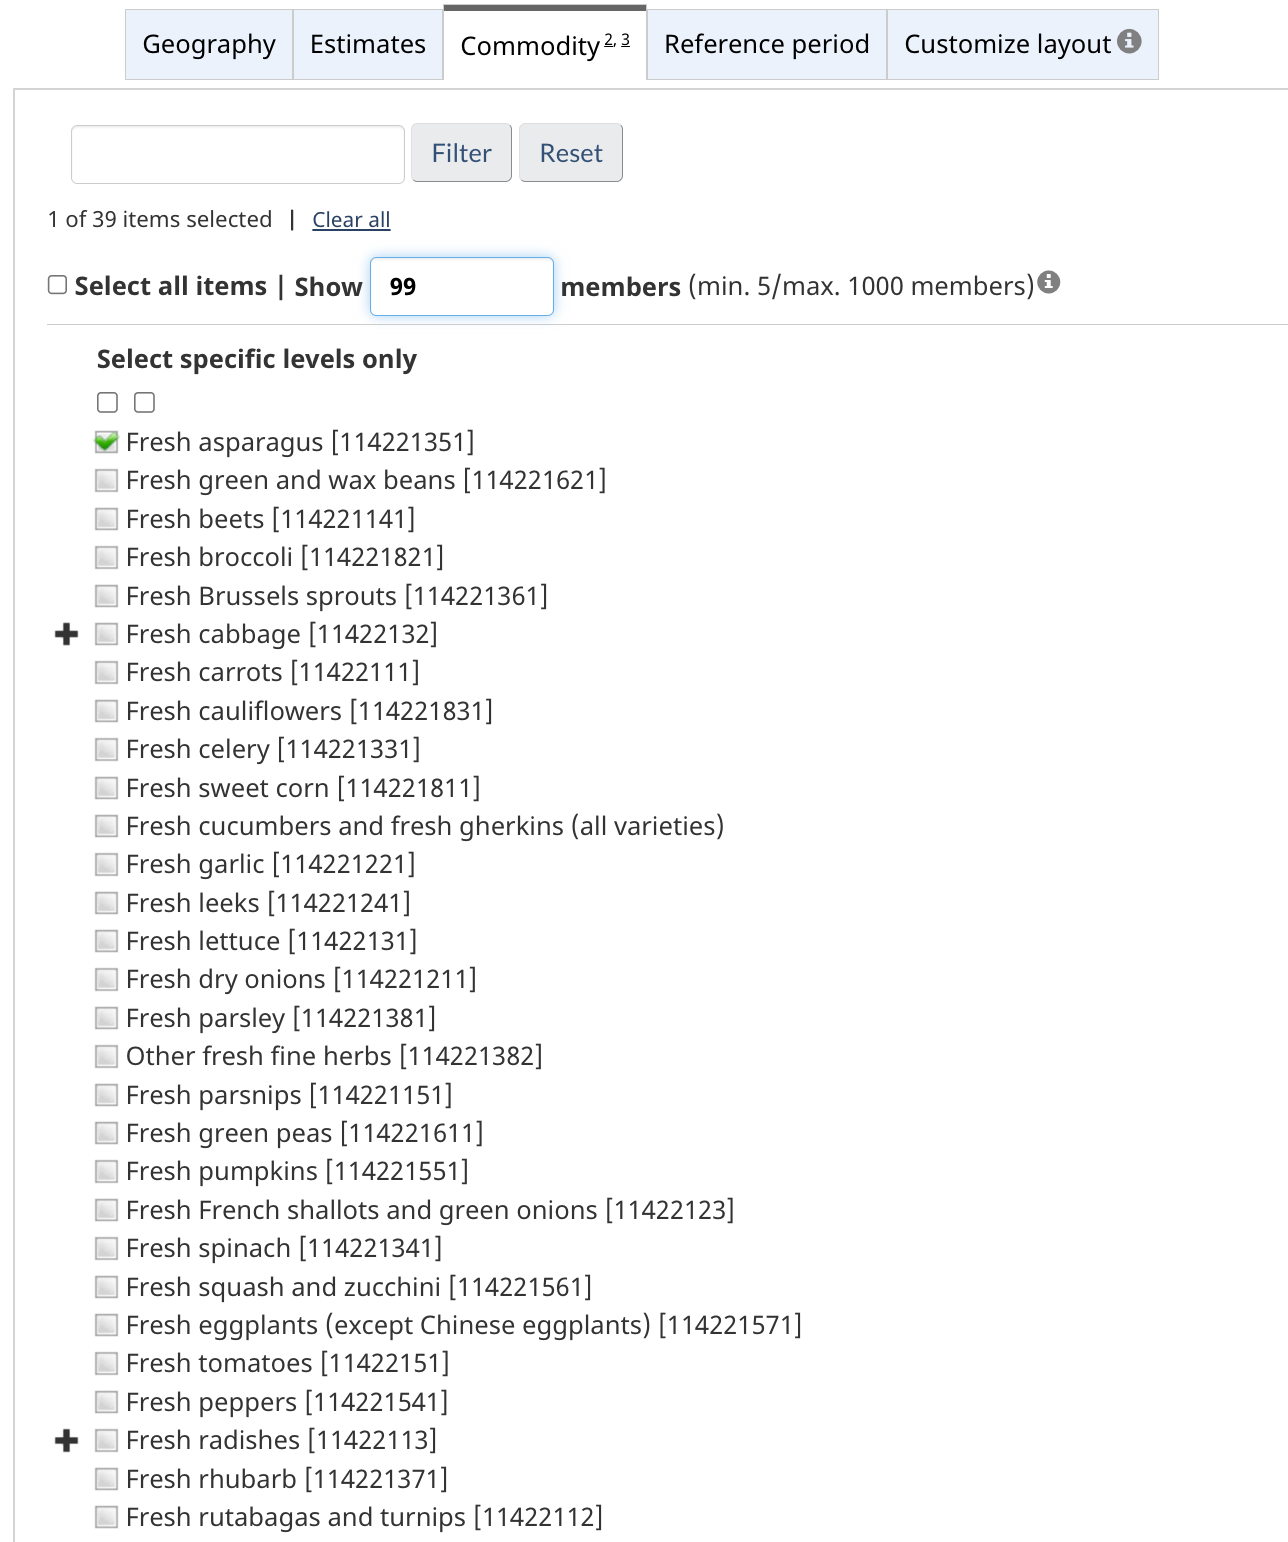 Geography Estimates Commodity 2, 3 Reference period Customize layout
Filter Reset
1 of 39 items selected | Clear all
Select all items | Show 99 members (min. 5/max. 1000 members)
Select specific levels only
Fresh asparagus [114221351]
Fresh green and wax beans [114221621]
Fresh beets [114221141]
Fresh broccoli [114221821]
Fresh Brussels sprouts [114221361]
Fresh cabbage [11422132]
Fresh carrots [11422111]
Fresh cauliflowers [114221831]
Fresh celery [114221331]
Fresh sweet corn [114221811]
Fresh cucumbers and fresh gherkins (all varieties)
Fresh garlic [114221221]
Fresh leeks [114221241]
Fresh lettuce [11422131]
Fresh dry onions [114221211]
Fresh parsley [114221381]
Other fresh fine herbs [114221382]
Fresh parsnips [114221151]
Fresh green peas [114221611]
Fresh pumpkins [114221551]
Fresh French shallots and green onions [11422123]
Fresh spinach [114221341]
Fresh squash and zucchini [114221561]
Fresh eggplants (except Chinese eggplants) [114221571]
Fresh tomatoes [11422151]
Fresh peppers [114221541]
Fresh radishes [11422113]
Fresh rhubarb [114221371]
Fresh rutabagas and turnips [11422112]